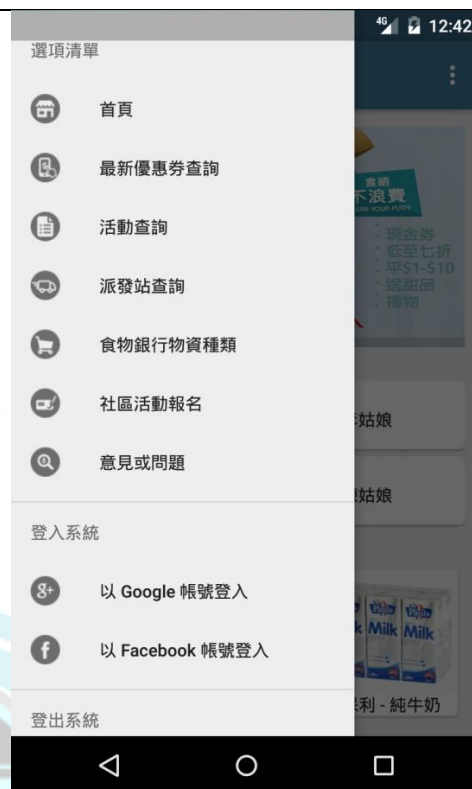 4G 12:42
選項清單
首頁
最新優惠券查詢
活動查詢
派發站查詢
食物銀行物資種類
社區活動報名
意見或問題
登入系統
以 Google 帳號登入
以 Facebook 帳號登入
登出系統
食晒
不浪費
現金券
低至七折
平$1-$10
送甜品
禮物
姑娘
姑娘
Milk Milk
利 - 純牛奶